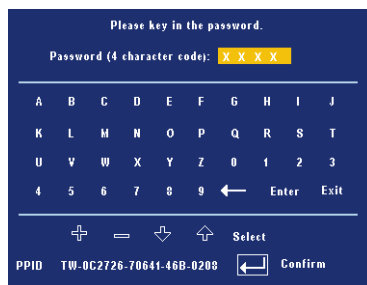 Please key in the password.
Password (4 character code): X X X X
A B C D E F G H I J
K L M N O P Q R S T
U V W X Y Z 0 1 2 3
4 5 6 7 8 9 ← Enter Exit
Select
PPID TW-0C2726-70641-46B-0208 Confirm